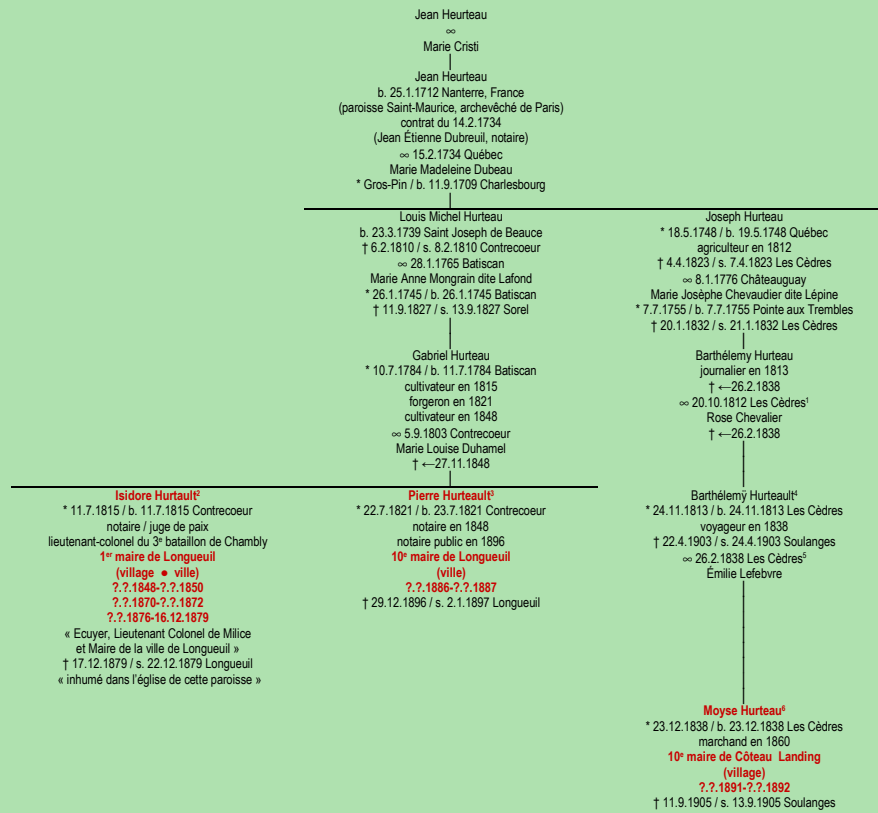 Jean Heurteau
∞
Marie Cristi
Jean Heurteau
b. 25.1.1712 Nanterre, France
(paroisse Saint-Maurice, archevêché de Paris)
contrat du 14.2.1734
(Jean Étienne Dubreuil, notaire)
∞ 15.2.1734 Québec
Marie Madeleine Dubeau
* Gros-Pin / b. 11.9.1709 Charlesbourg
Louis Michel Hurteau
b. 23.3.1739 Saint Joseph de Beauce
† 6.2.1810 / s. 8.2.1810 Contrecoeur
∞ 28.1.1765 Batiscan
Marie Anne Mongrain dite Lafond
* 26.1.1745 / b. 26.1.1745 Batiscan
† 11.9.1827 / s. 13.9.1827 Sorel
Joseph Hurteau
* 18.5.1748 / b. 19.5.1748 Québec
agriculteur en 1812
† 4.4.1823 / s. 7.4.1823 Les Cèdres
∞ 8.1.1776 Châteauguay
Marie Josèphe Chevaudier dite Lépine
* 7.7.1755 / b. 7.7.1755 Pointe aux Trembles
† 20.1.1832 / s. 21.1.1832 Les Cèdres
Gabriel Hurteau
* 10.7.1784 / b. 11.7.1784 Batiscan
cultivateur en 1815
forgeron en 1821
cultivateur en 1848
∞ 5.9.1803 Contrecoeur
Marie Louise Duhamel
† ←27.11.1848
Barthélemy Hurteau
journalier en 1813
† ←26.2.1838
∞ 20.10.1812 Les Cèdres¹
Rose Chevalier
† ←26.2.1838
Isidore Hurtault²
* 11.7.1815 / b. 11.7.1815 Contrecoeur
notaire / juge de paix
lieutenant-colonel du 3ᵉ bataillon de Chambly
1ᵉʳ maire de Longueuil
(village ● ville)
?.?.1848-?.?.1850
?.?.1870-?.?.1872
?.?.1876-16.12.1879
« Ecuyer, Lieutenant Colonel de Milice
et Maire de la ville de Longueuil »
† 17.12.1879 / s. 22.12.1879 Longueuil
« inhumé dans l'église de cette paroisse »
Pierre Hurteault³
* 22.7.1821 / b. 23.7.1821 Contrecoeur
notaire en 1848
notaire public en 1896
10ᵉ maire de Longueuil
(ville)
?.?.1886-?.?.1887
† 29.12.1896 / s. 2.1.1897 Longueuil
Barthélemÿ Hurteault⁴
* 24.11.1813 / b. 24.11.1813 Les Cèdres
voyageur en 1838
† 22.4.1903 / s. 24.4.1903 Soulanges
∞ 26.2.1838 Les Cèdres⁵
Émilie Lefebvre
Moyse Hurteau⁶
* 23.12.1838 / b. 23.12.1838 Les Cèdres
marchand en 1860
10ᵉ maire de Côteau Landing
(village)
?.?.1891-?.?.1892
† 11.9.1905 / s. 13.9.1905 Soulanges